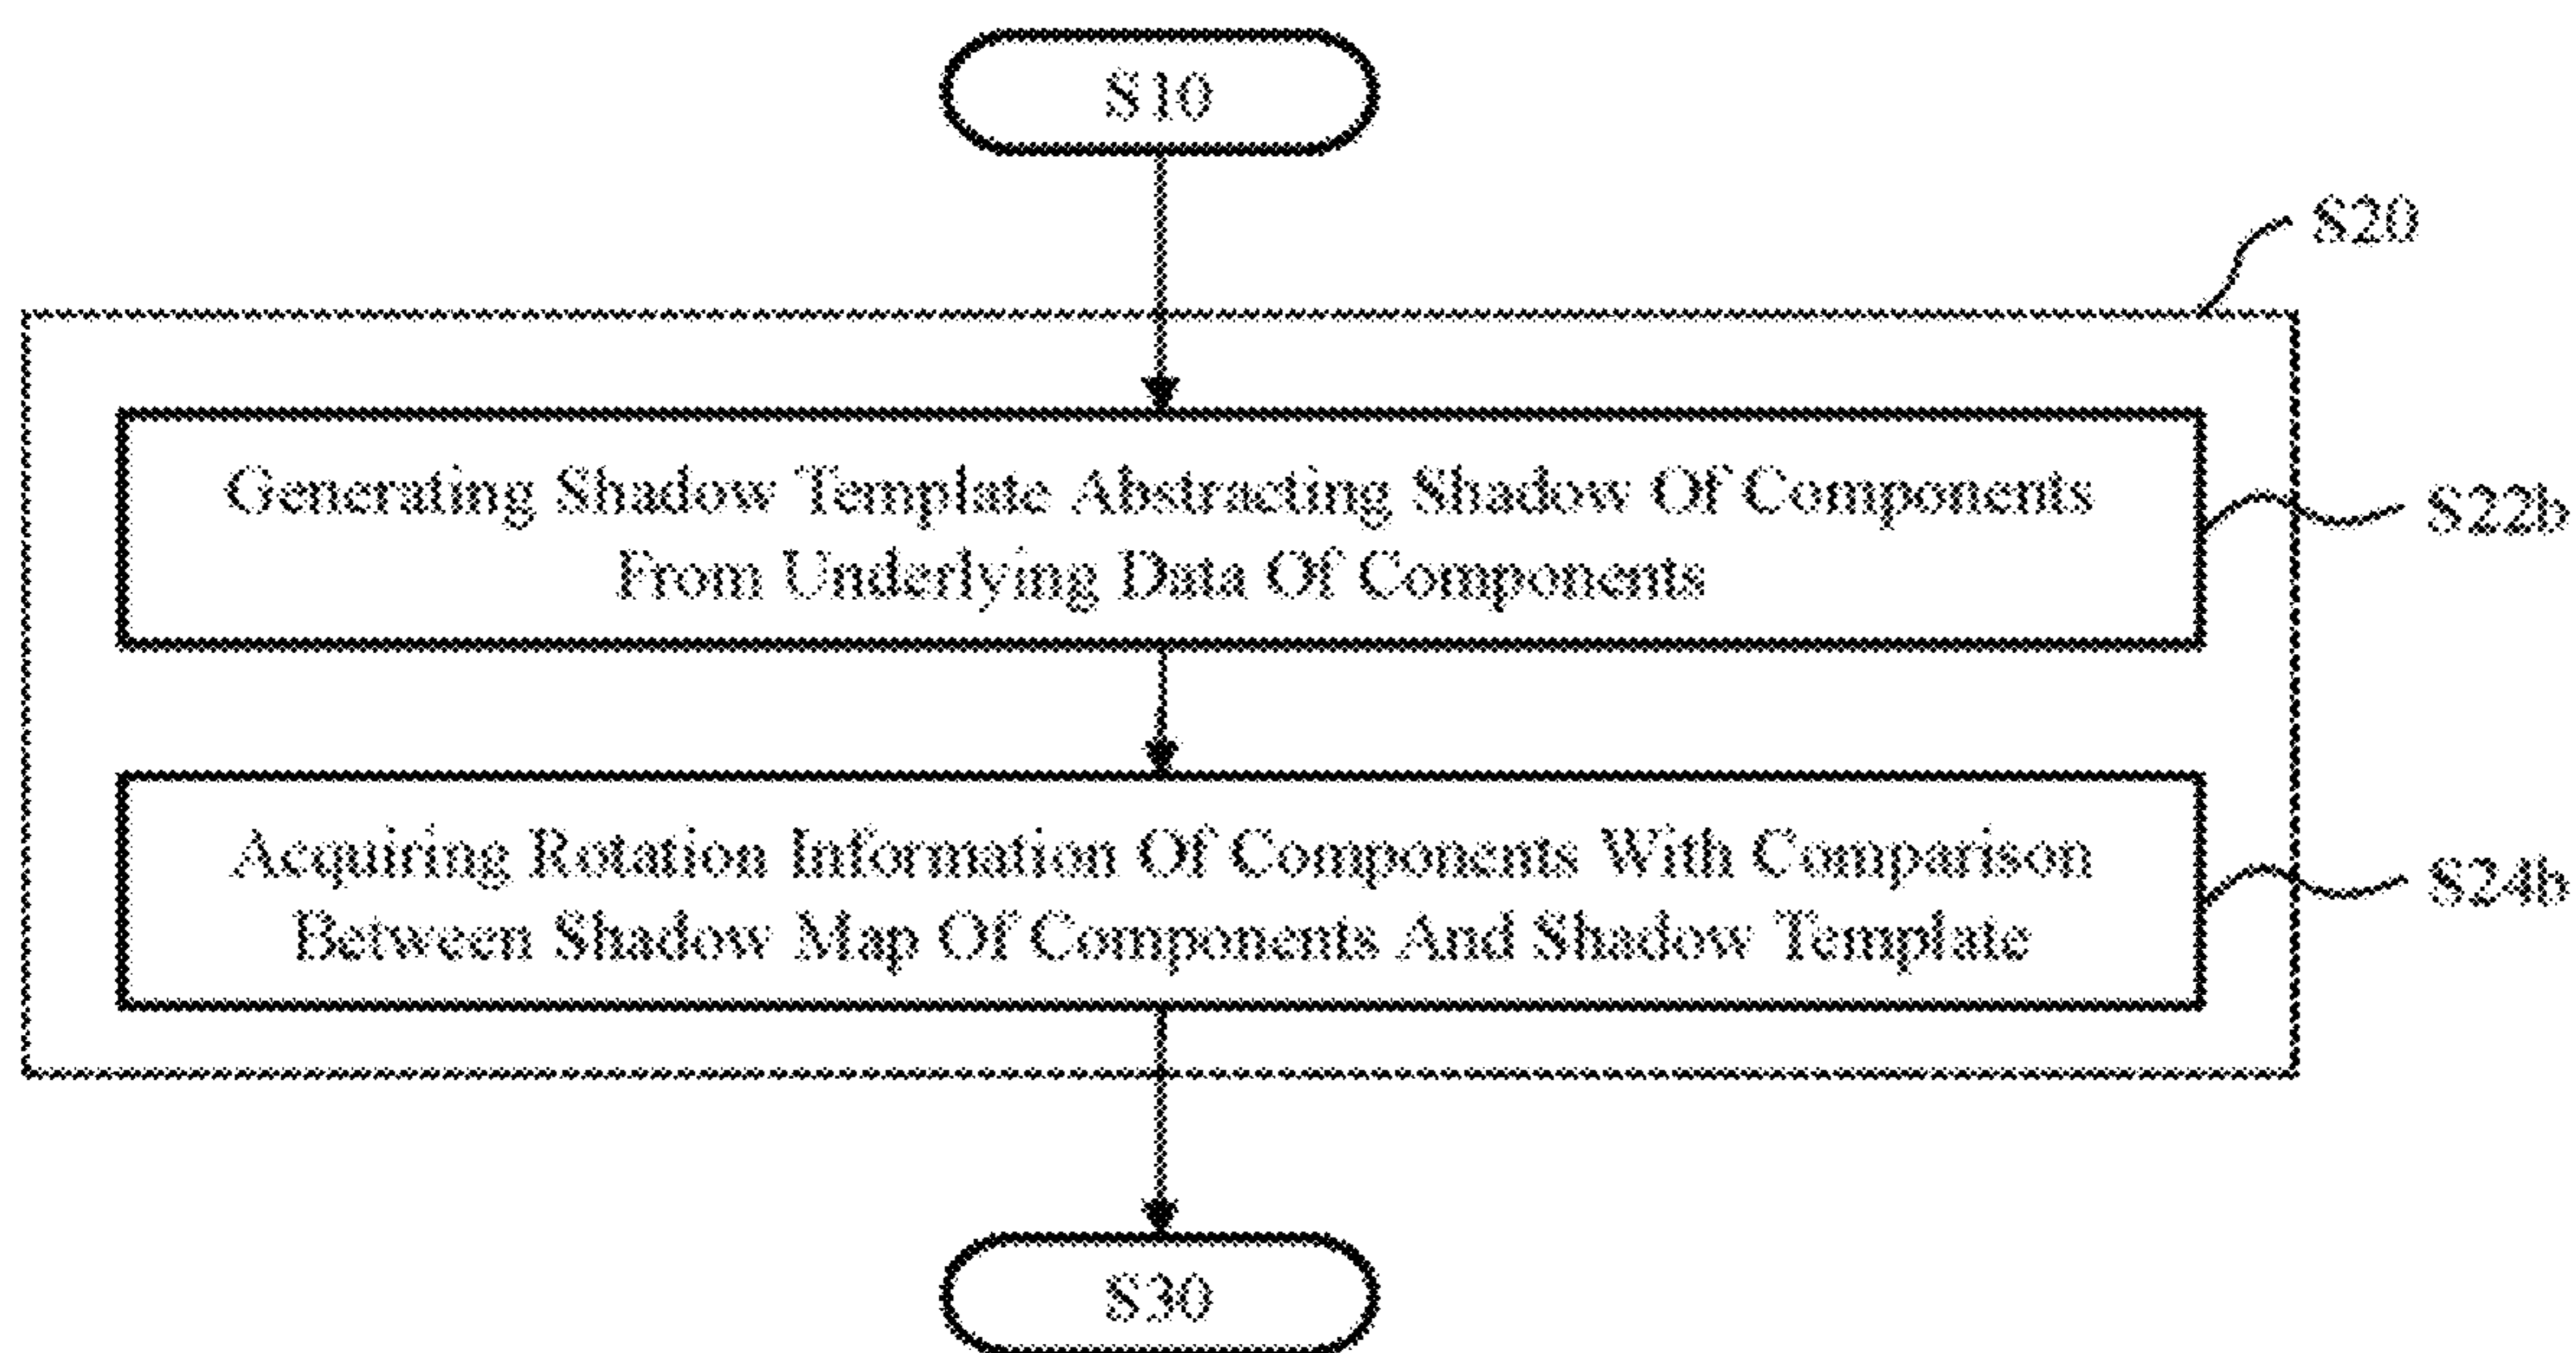 S10
S20
Generating Shadow Template Abstracting Shadow Of Components
From Underlying Data Of Components
S22b
Acquiring Rotation Information Of Components With Comparison
Between Shadow Map Of Components And Shadow Template
S24b
S30